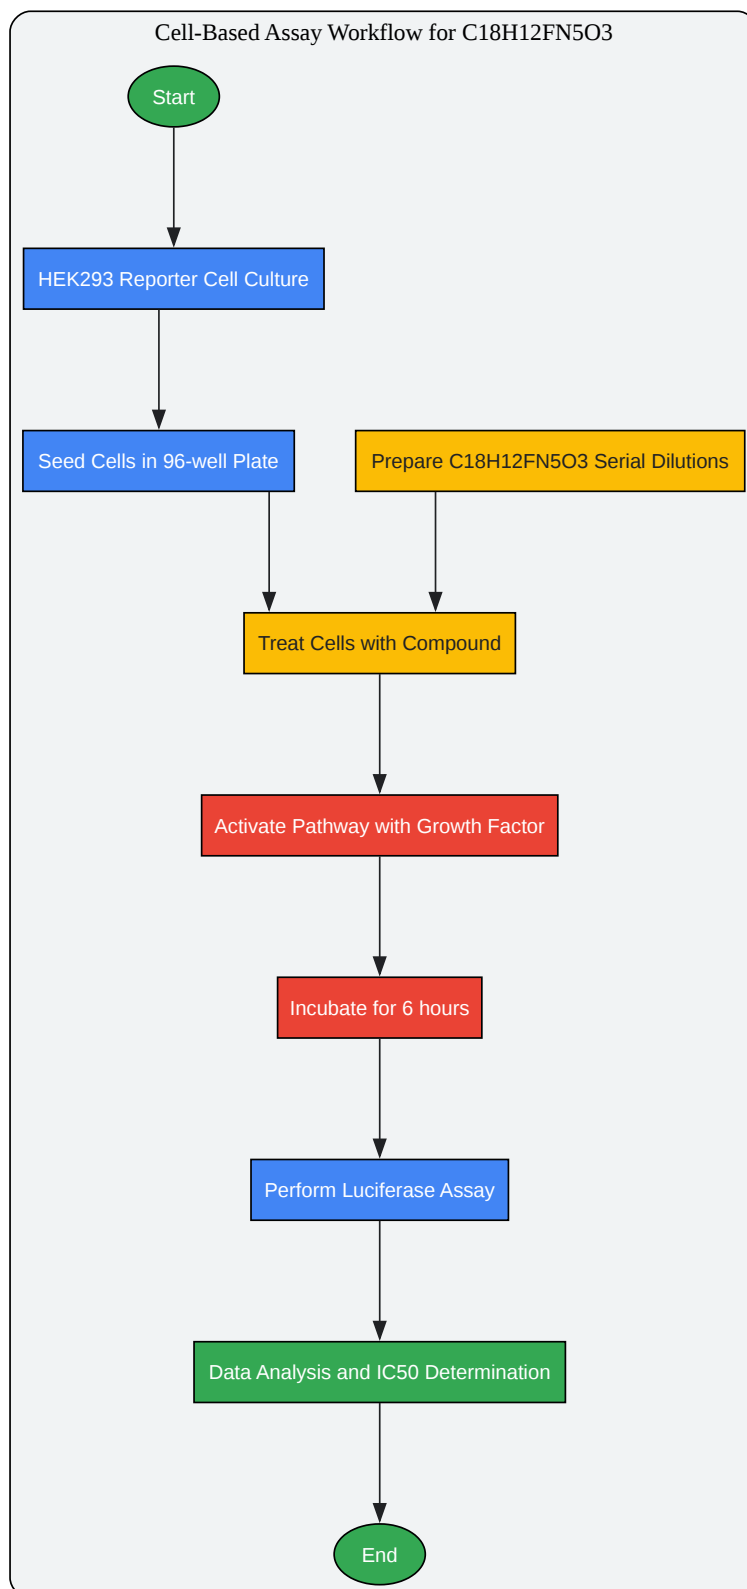 Cell-Based Assay Workflow for C18H12FN5O3
Start
HEK293 Reporter Cell Culture
Seed Cells in 96-well Plate
Prepare C18H12FN5O3 Serial Dilutions
Treat Cells with Compound
Activate Pathway with Growth Factor
Incubate for 6 hours
Perform Luciferase Assay
Data Analysis and IC50 Determination
End